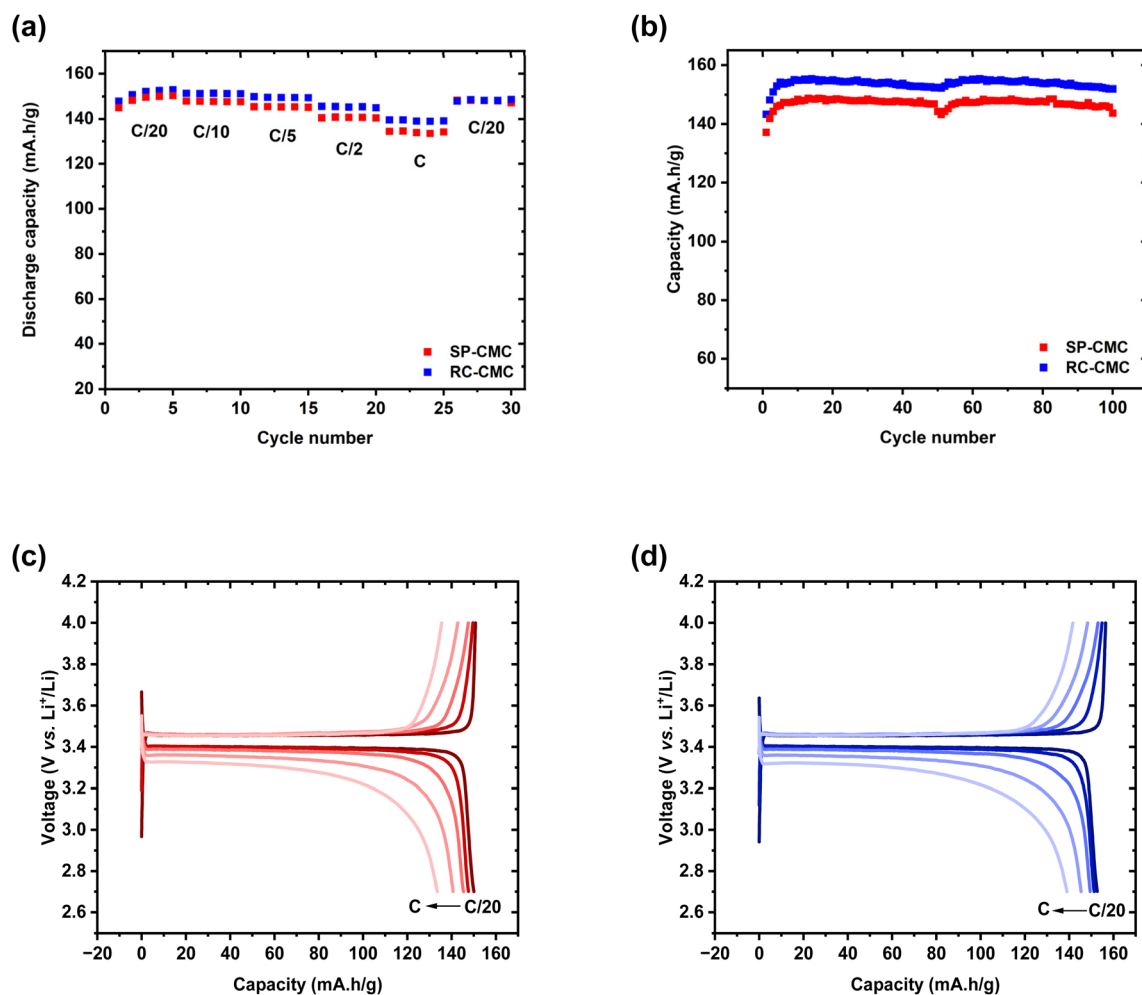 (a)
160
140
120
100
80
60
40
20
0
5
10
15
20
25
30
Discharge capacity (mA.h/g)
Cycle number
C/20
C/10
C/5
C/2
C
C/20
SP-CMC
RC-CMC
(b)
160
140
120
100
80
60
0
20
40
60
80
100
Capacity (mA.h/g)
Cycle number
SP-CMC
RC-CMC
(c)
4.2
4.0
3.8
3.6
3.4
3.2
3.0
2.8
2.6
−20
0
20
40
60
80
100
120
140
160
Voltage (V vs. Li⁺/Li)
Capacity (mA.h/g)
C ← C/20
(d)
4.2
4.0
3.8
3.6
3.4
3.2
3.0
2.8
2.6
−20
0
20
40
60
80
100
120
140
160
Voltage (V vs. Li⁺/Li)
Capacity (mA.h/g)
C ← C/20